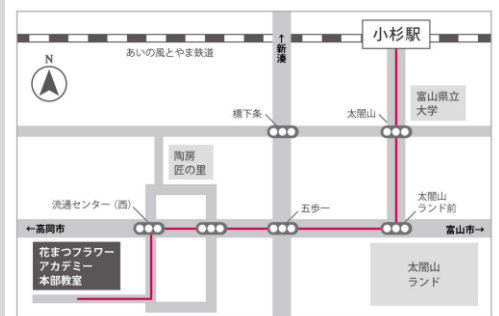 小杉駅
↑新湊
あいの風とやま鉄道
N
富山県立
大学
橋下条
太閤山
陶房
匠の里
流通センター(西)
五歩一
太閤山
ランド前
←高岡市
富山市→
花まつフラワー
アカデミー
本部教室
太閤山
ランド